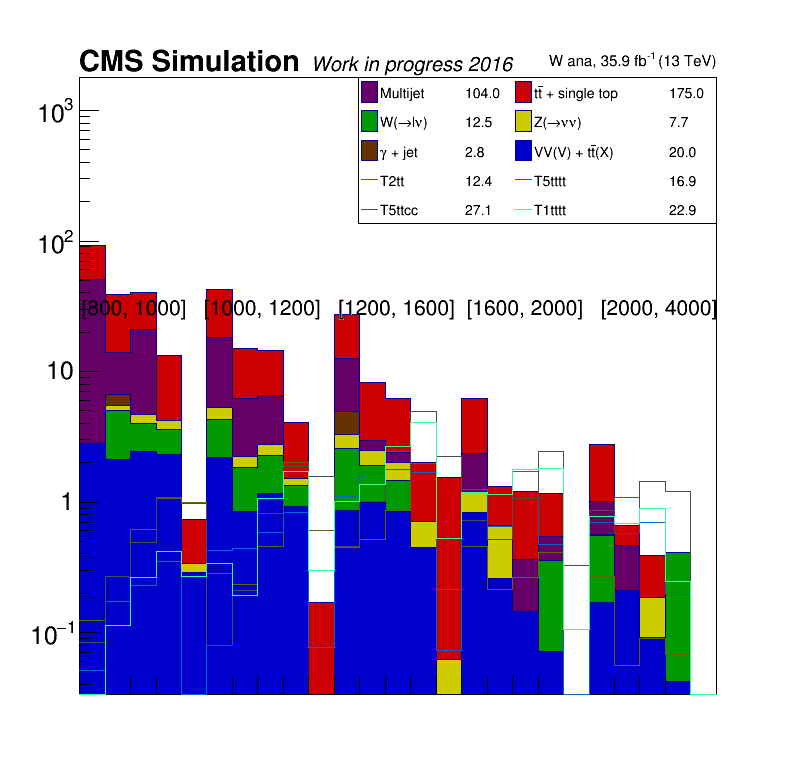 CMS Simulation Work in progress 2016 W ana, 35.9 fb⁻¹ (13 TeV)
Multijet 104.0 tt̄ + single top 175.0
W(→lν) 12.5 Z(→νν) 7.7
γ + jet 2.8 VV(V) + tt̄(X) 20.0
T2tt 12.4 T5tttt 16.9
T5ttcc 27.1 T1tttt 22.9
10³
10²
[800, 1000] [1000, 1200] [1200, 1600] [1600, 2000] [2000, 4000]
10
1
10⁻¹